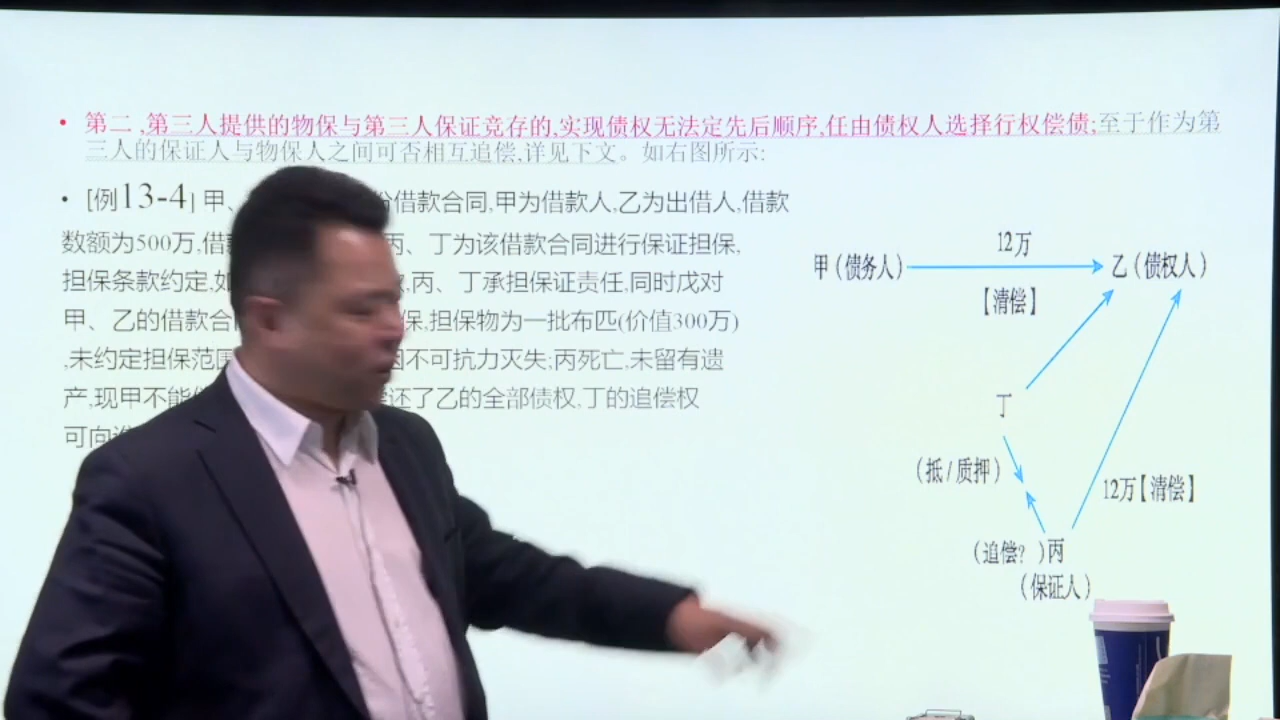 • 第二 ,第三人提供的物保与第三人保证竞存的,实现债权无法定先后顺序,任由债权人选择行权偿债;至于作为第
三人的保证人与物保人之间可否相互追偿,详见下文。如右图所示:
• [例13-4] 甲、 份借款合同,甲为借款人,乙为出借人,借款
数额为500万,借 丙、丁为该借款合同进行保证担保,
担保条款约定,如 ,丙、丁承担保证责任,同时戊对
甲、乙的借款合 保,担保物为一批布匹(价值300万)
,未约定担保范围 因不可抗力灭失;丙死亡,未留有遗
产,现甲不能 还了乙的全部债权,丁的追偿权
可向
12万
甲(债务人) 乙(债权人)
【清偿】
丁
(抵/质押)
12万【清偿】
(追偿? )丙
(保证人)